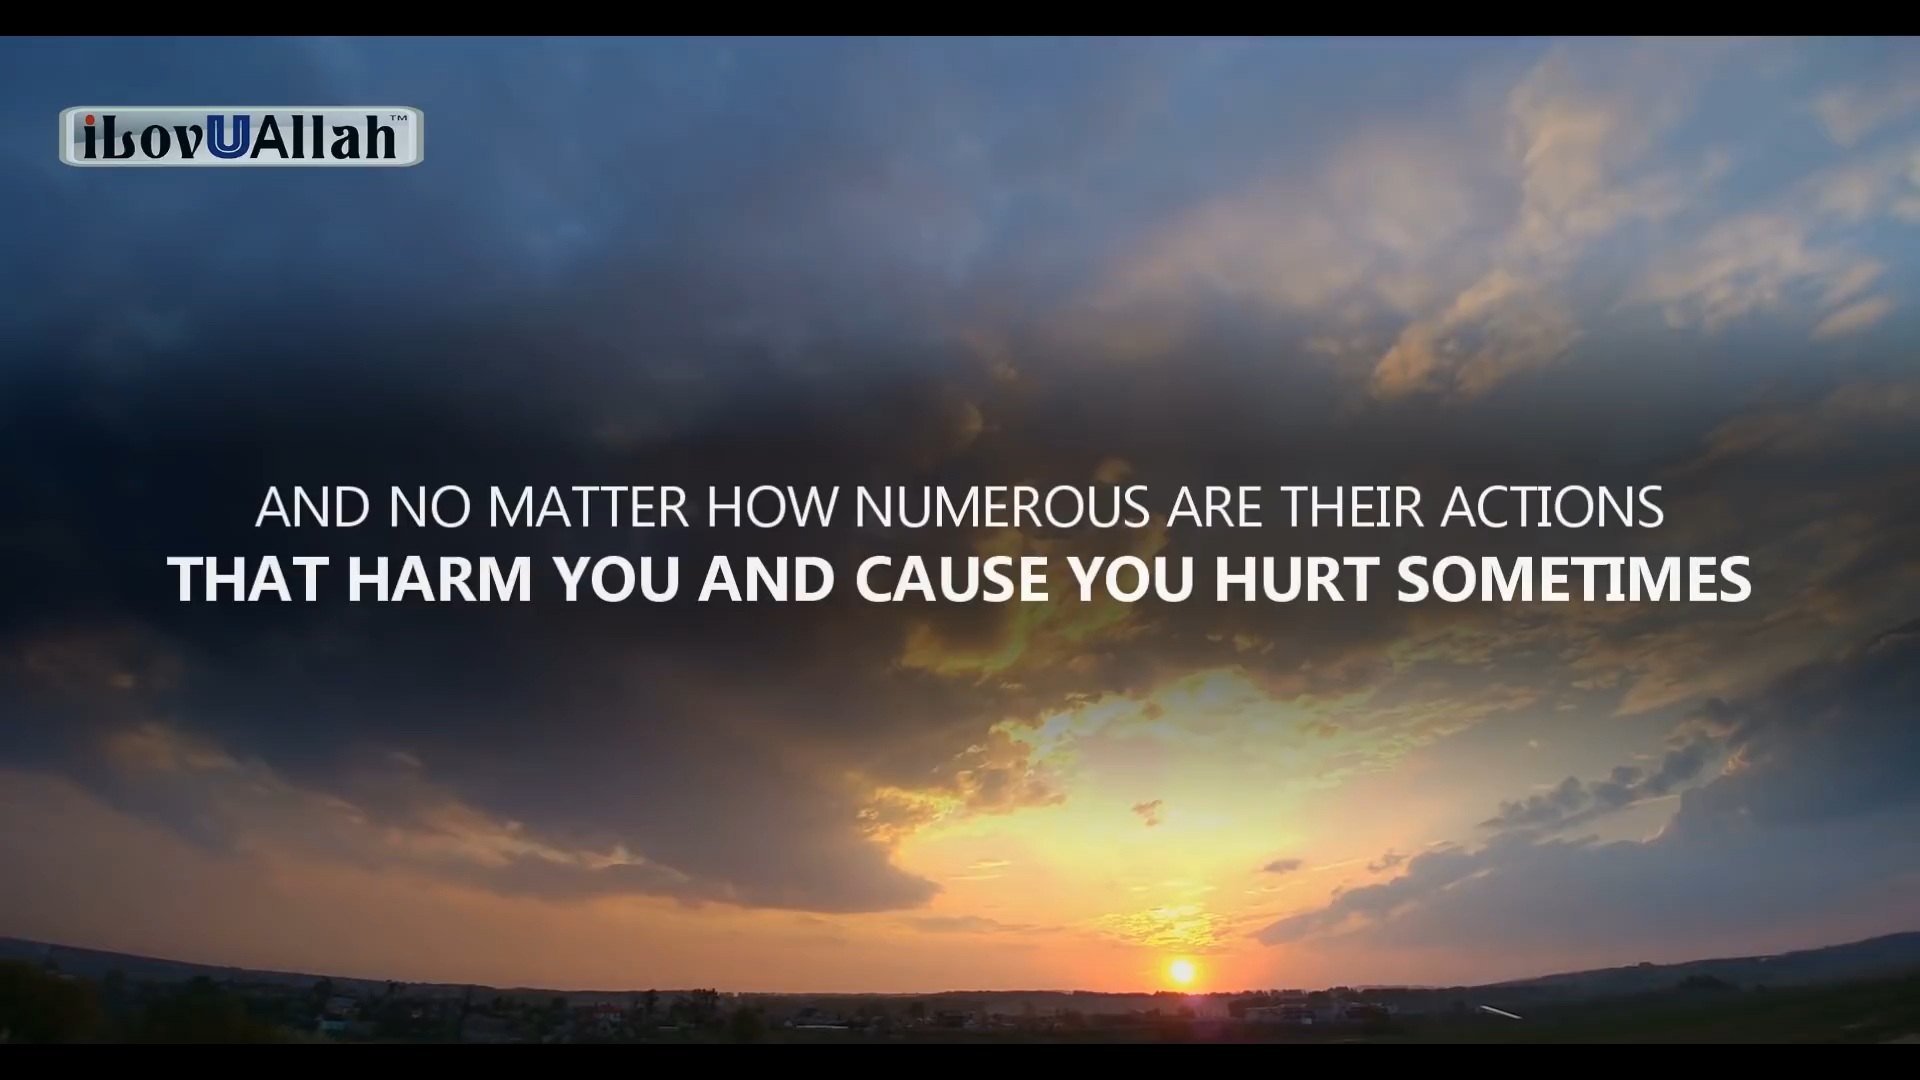 iLovUAllah™
AND NO MATTER HOW NUMEROUS ARE THEIR ACTIONS
THAT HARM YOU AND CAUSE YOU HURT SOMETIMES